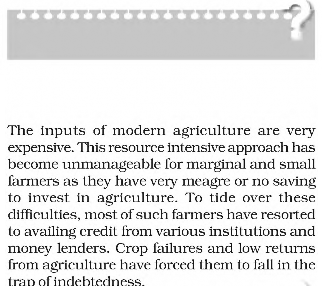 ?
The inputs of modern agriculture are very
expensive. This resource intensive approach has
become unmanageable for marginal and small
farmers as they have very meagre or no saving
to invest in agriculture. To tide over these
difficulties, most of such farmers have resorted
to availing credit from various institutions and
money lenders. Crop failures and low returns
from agriculture have forced them to fall in the
trap of indebtedness.